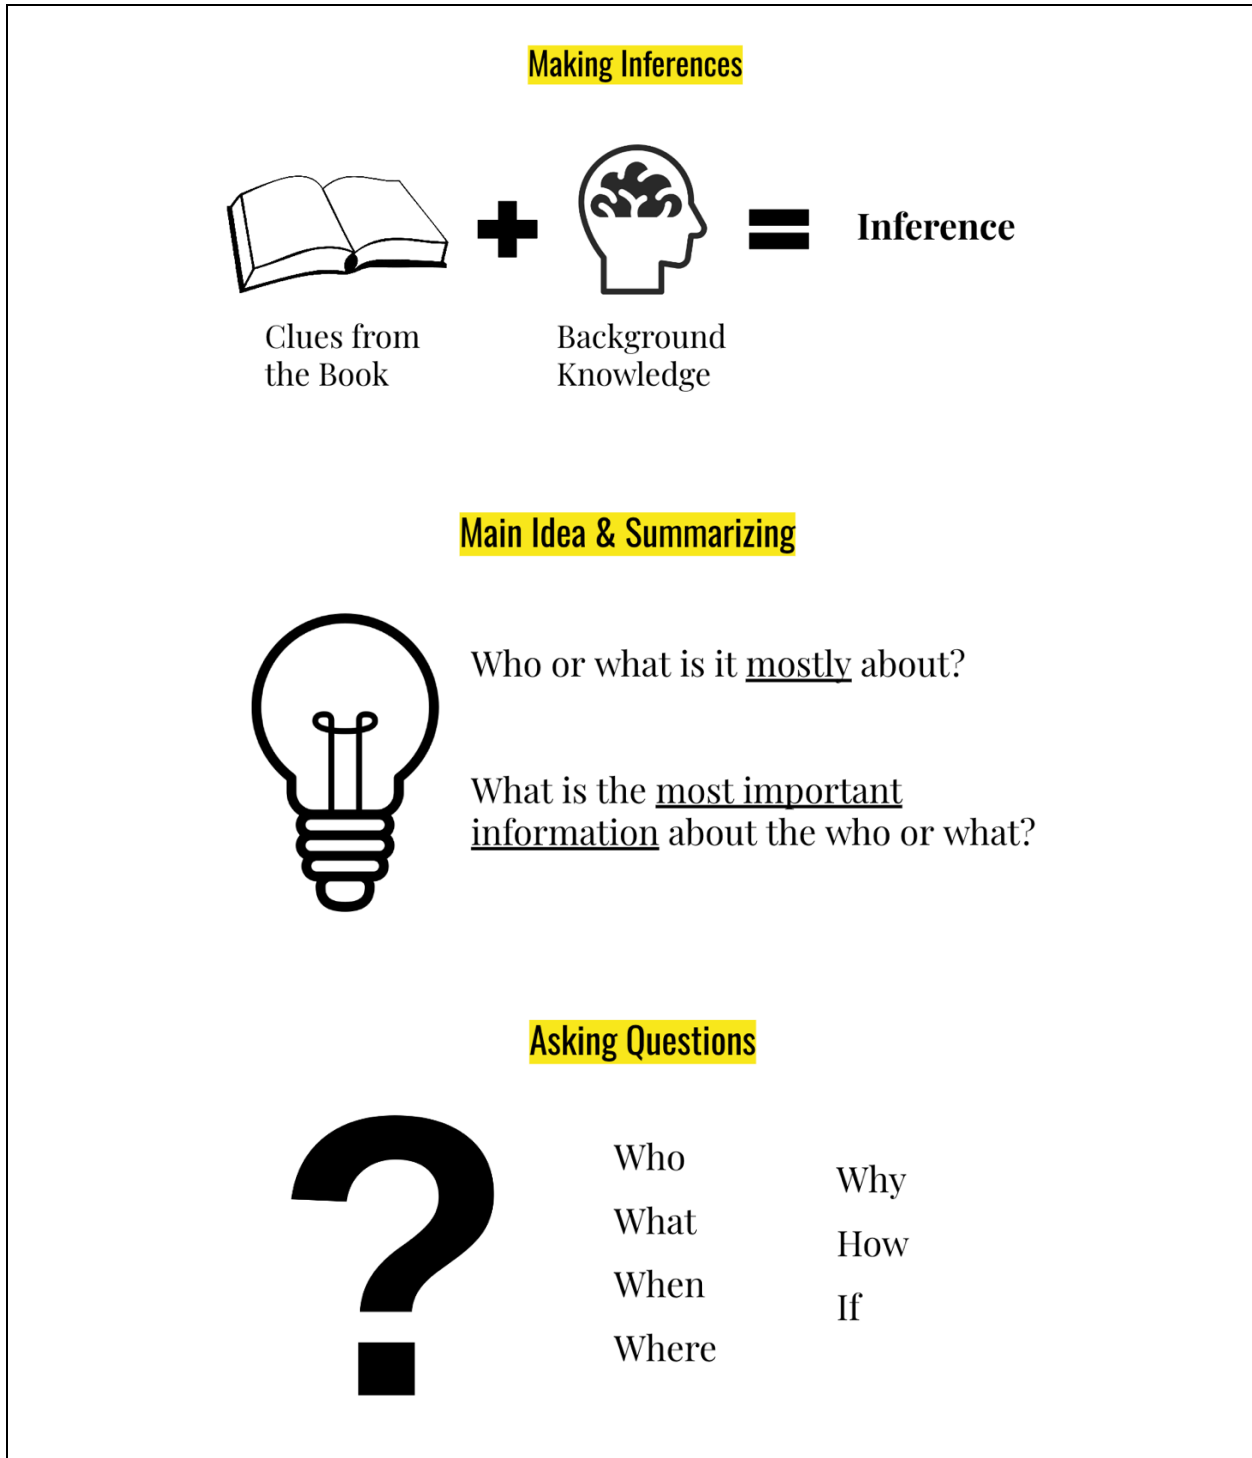 Making Inferences
Inference
Clues from
the Book
Background
Knowledge
Main Idea & Summarizing
Who or what is it mostly about?
What is the most important
information about the who or what?
Asking Questions
Who
What
When
Where
Why
How
If